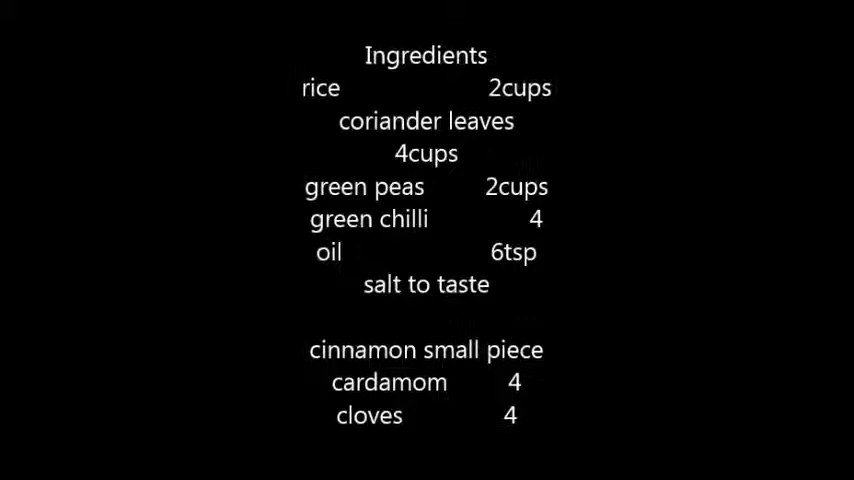 Ingredients
rice 2cups
coriander leaves
4cups
green peas 2cups
green chilli 4
oil 6tsp
salt to taste
cinnamon small piece
cardamom 4
cloves 4